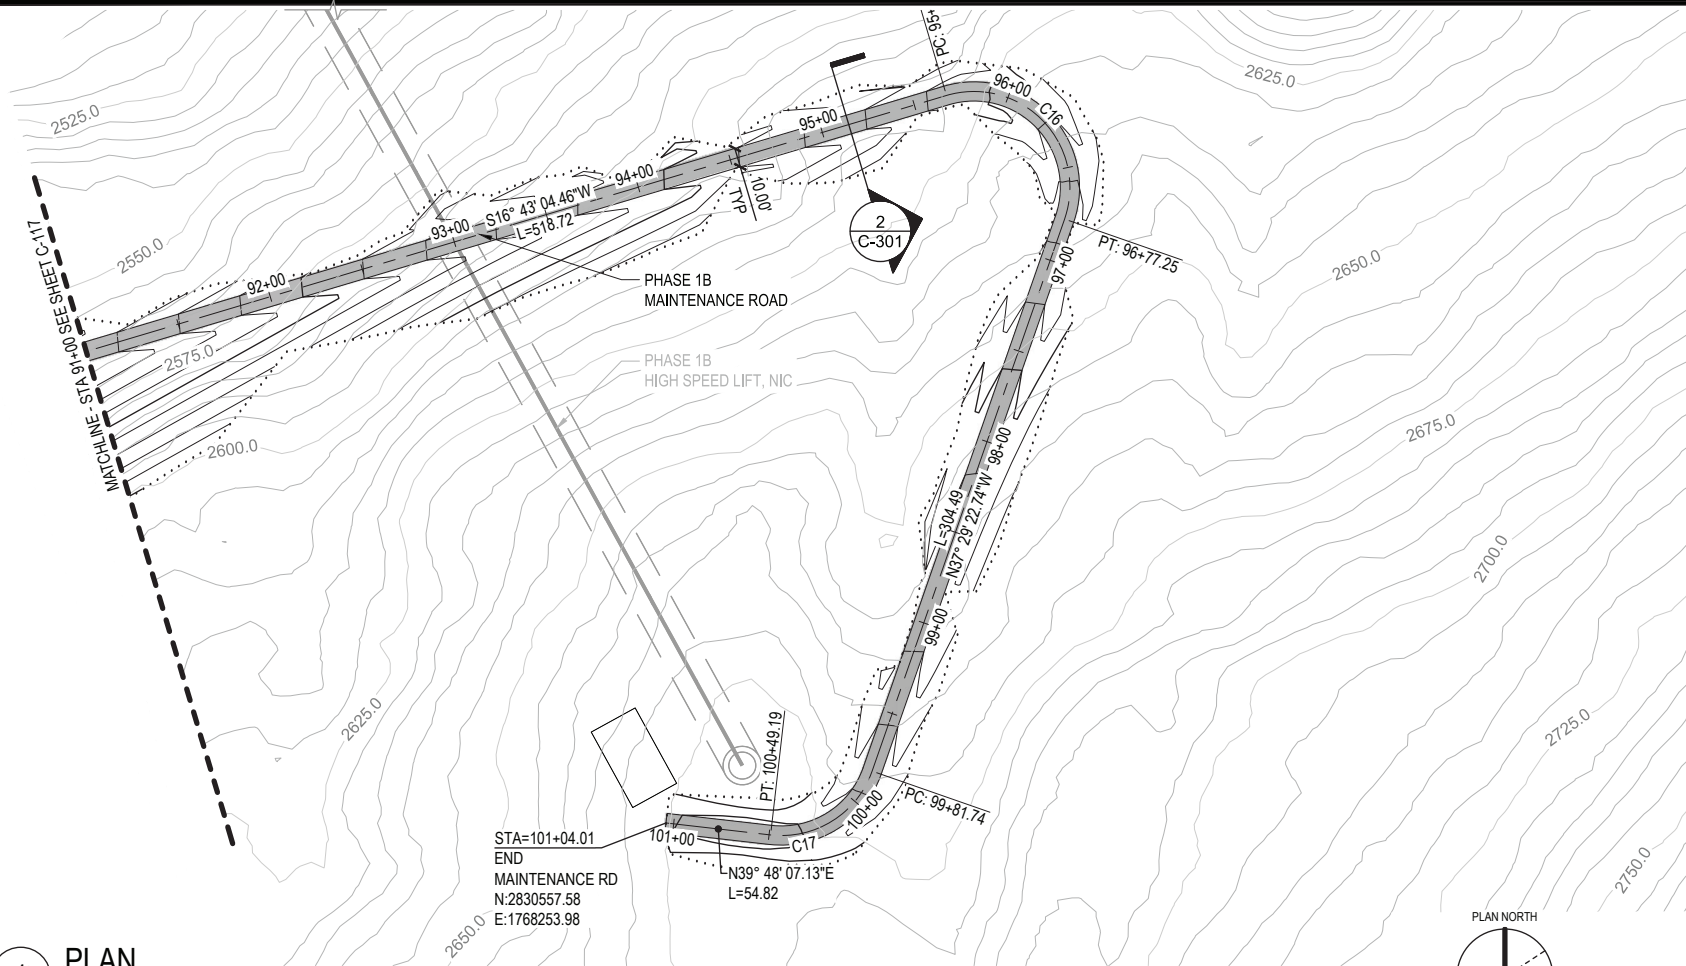 2525.0
2550.0
2575.0
2600.0
2625.0
2650.0
MATCHLINE - STA 91+00 SEE SHEET C-117
92+00
93+00
S16° 43' 04.46"W
L=518.72
94+00
10.00'
TYP
95+00
96+00
C16
2
C-301
PHASE 1B
MAINTENANCE ROAD
PHASE 1B
HIGH SPEED LIFT, NIC
PT: 96+77.25
97+00
98+00
L=304.49
N37° 29' 22.74"W
99+00
PC: 99+81.74
100+00
C17
PT: 100+49.19
101+00
N39° 48' 07.13"E
L=54.82
STA=101+04.01
END
MAINTENANCE RD
N:2830557.58
E:1768253.98
2625.0
2650.0
2675.0
2700.0
2725.0
2750.0
PLAN NORTH
PLAN